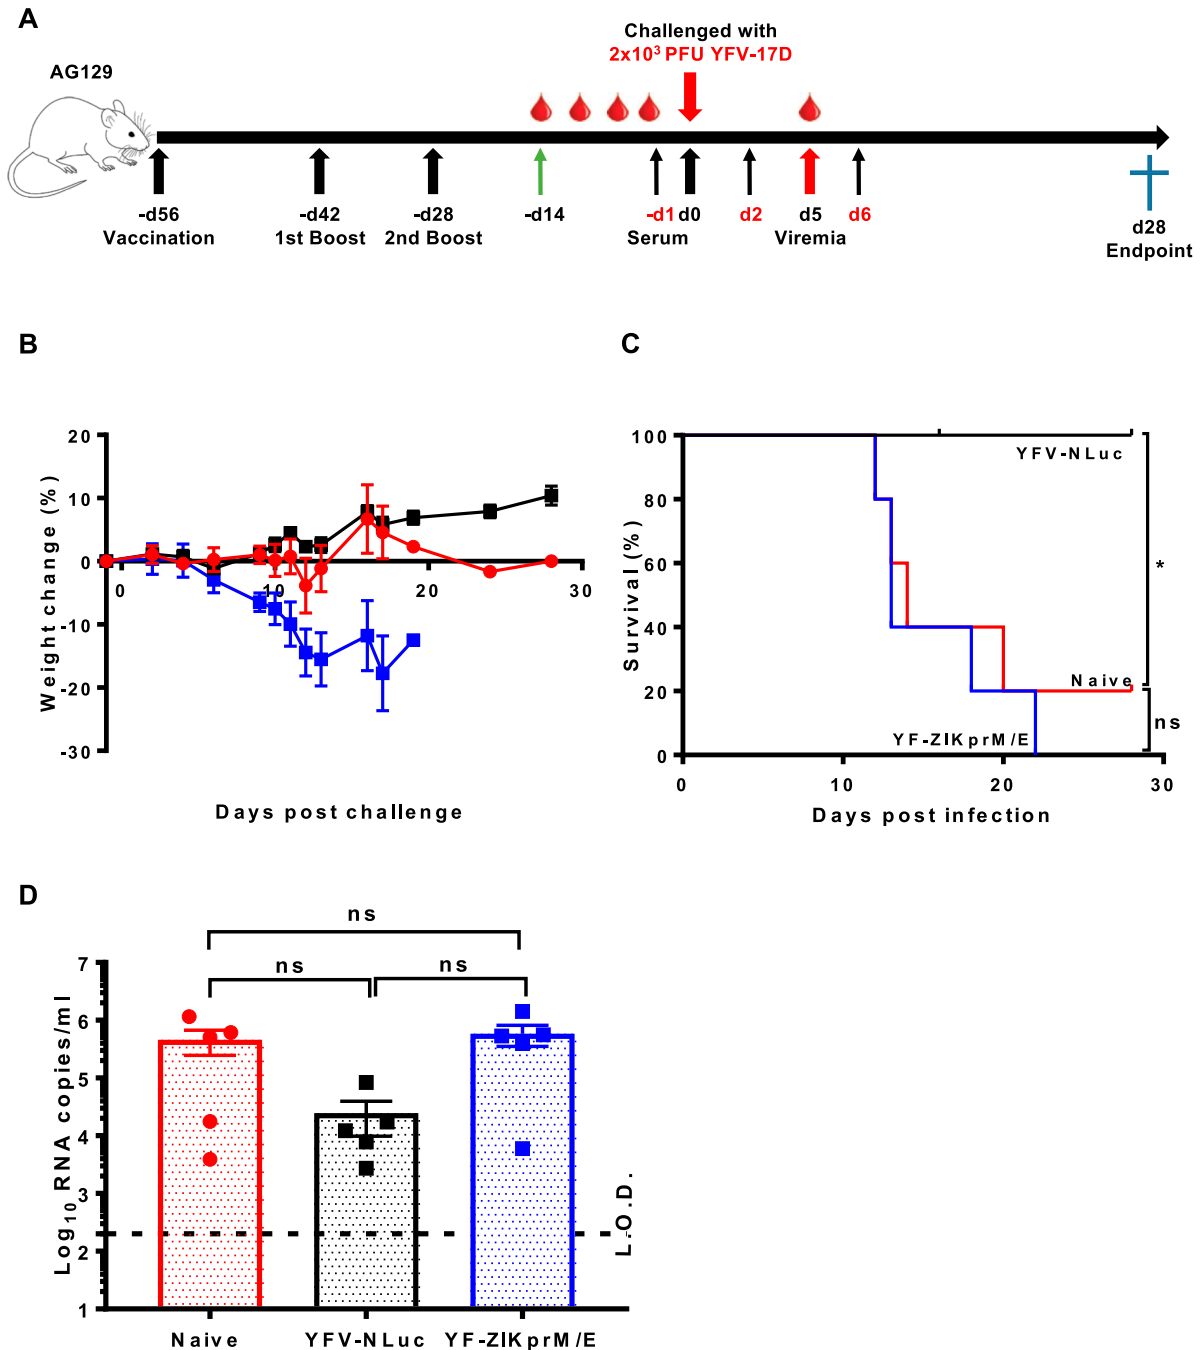 A
Challenged with
2x10³ PFU YFV-17D
AG129
-d56
-d42
-d28
-d14
-d1
d0
d2
d5
d6
d28
Vaccination
1st Boost
2nd Boost
Serum
Viremia
Endpoint
B
20
10
0
-10
-20
-30
Weight change (%)
0
10
20
30
Days post challenge
C
100
80
60
40
20
0
Survival (%)
YFV-NLuc
Naive
YF-ZIKprM/E
*
ns
0
10
20
30
Days post infection
D
ns
ns
ns
7
6
5
4
3
2
1
Log₁₀ RNA copies/ml
L.O.D.
Naive
YFV-NLuc
YF-ZIKprM/E